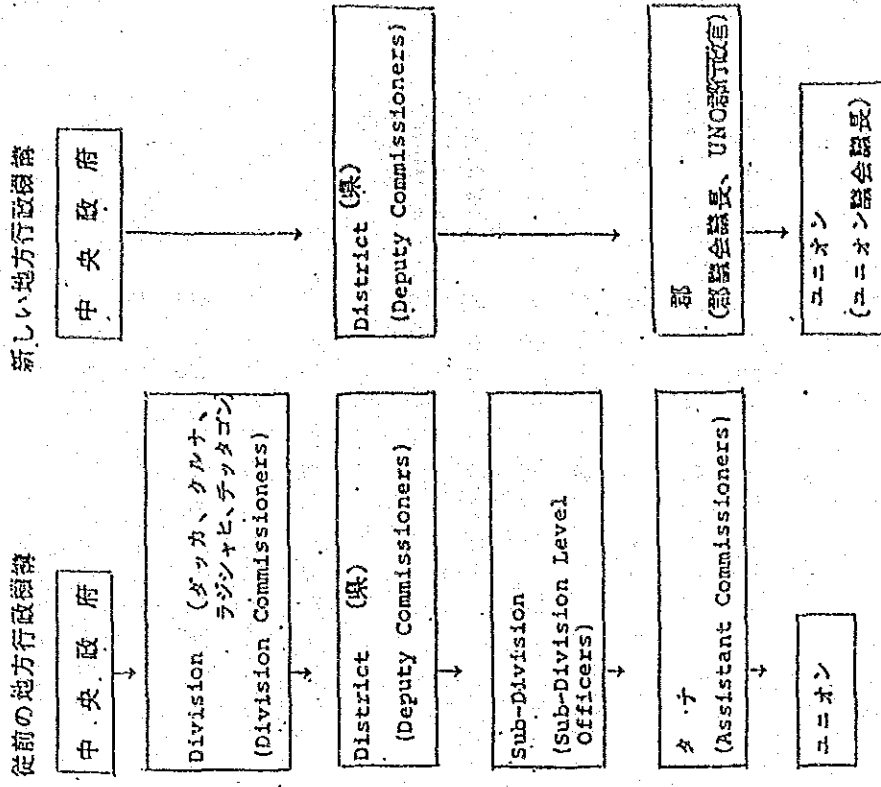 従前の地方行政機構
中央政府
Division (ダッカ、クルナ、
ラジシャヒ、チッタゴン
(Division Commissioners)
District (県)
(Deputy Commissioners)
Sub-Division
(Sub-Division Level
Officers)
タナ
(Assistant Commissioners)
ユニオン
新しい地方行政機構
中央政府
District (県)
(Deputy Commissioners)
郡
(郡議会議長、UNO郡行政官)
ユニオン
(ユニオン議会議長)